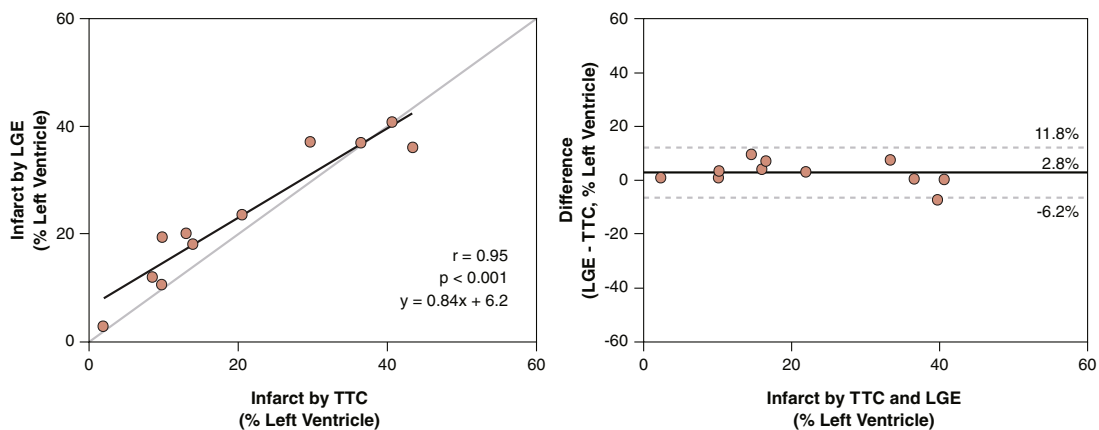 Infarct by LGE
(% Left Ventricle)
60
40
20
0
r = 0.95
p < 0.001
y = 0.84x + 6.2
0
20
40
60
Infarct by TTC
(% Left Ventricle)
Difference
(LGE - TTC, % Left Ventricle)
60
40
20
0
-20
-40
-60
11.8%
2.8%
-6.2%
0
20
40
60
Infarct by TTC and LGE
(% Left Ventricle)